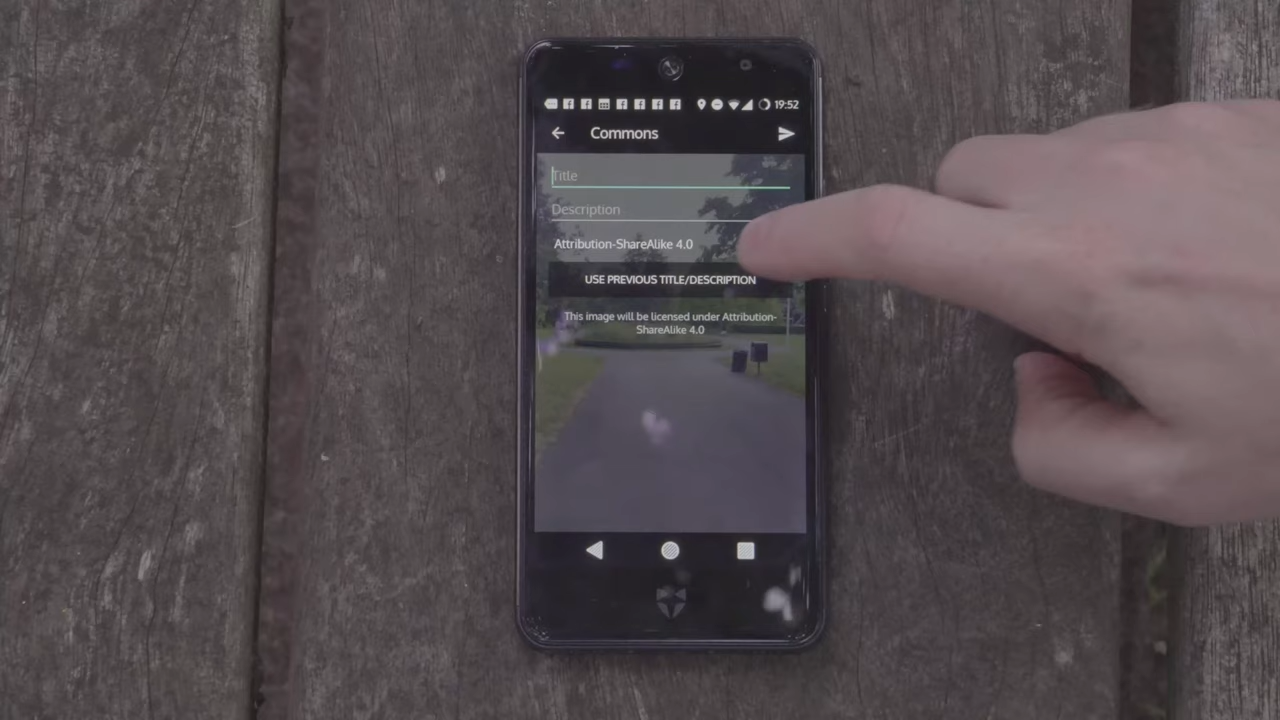 19:52
Commons
Title
Description
Attribution-ShareAlike 4.0
USE PREVIOUS TITLE/DESCRIPTION
This image will be licensed under Attribution-
ShareAlike 4.0